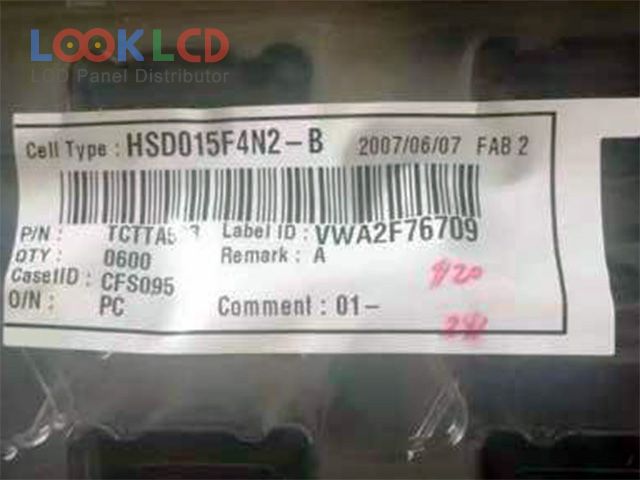 LOOKLCD
LCD Panel Distributor
Cell Type : HSD015F4N2-B 2007/06/07 FAB 2
P/N : Label ID : VWA2F76709
QTY : 0600 Remark : A
CasetID : CFS095
O/N : PC Comment : 01-